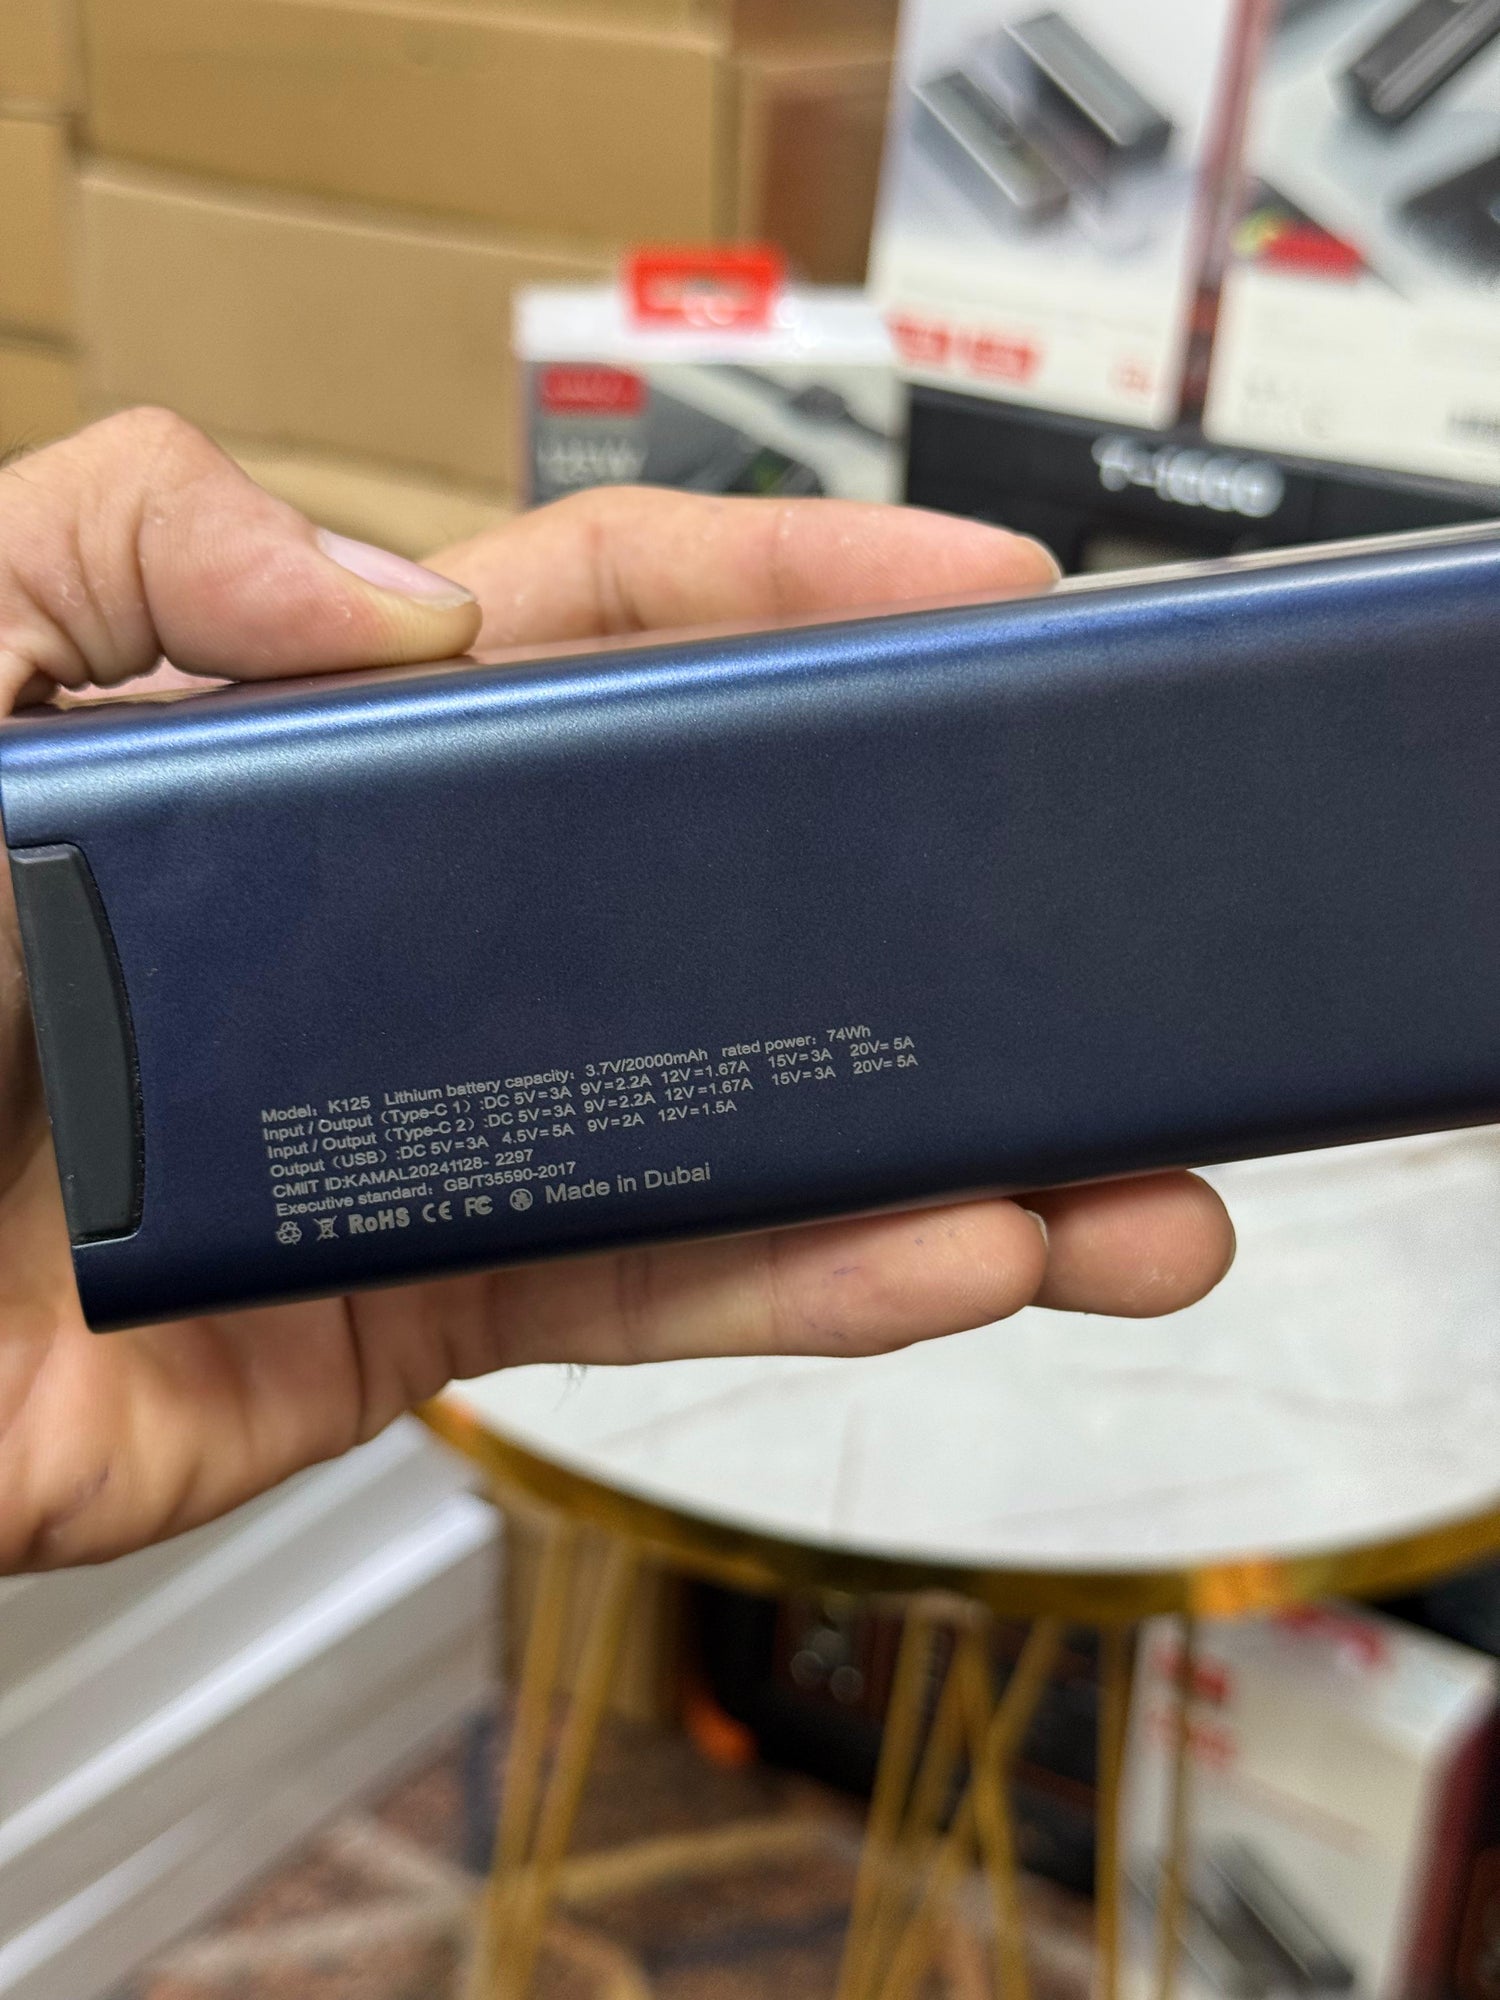 F-1000
Model: K125 Lithium battery capacity: 3.7V/20000mAh rated power: 74Wh
Input / Output (Type-C 1) :DC 5V=3A 9V=2.2A 12V=1.67A 15V=3A 20V= 5A
Input / Output (Type-C 2) :DC 5V=3A 9V=2.2A 12V=1.67A 15V=3A 20V= 5A
Output (USB) :DC 5V=3A 4.5V=5A 9V=2A 12V=1.5A
CMIIT ID:KAMAL20241128- 2297
Executive standard: GB/T35590-2017
RoHS CE FC Made in Dubai